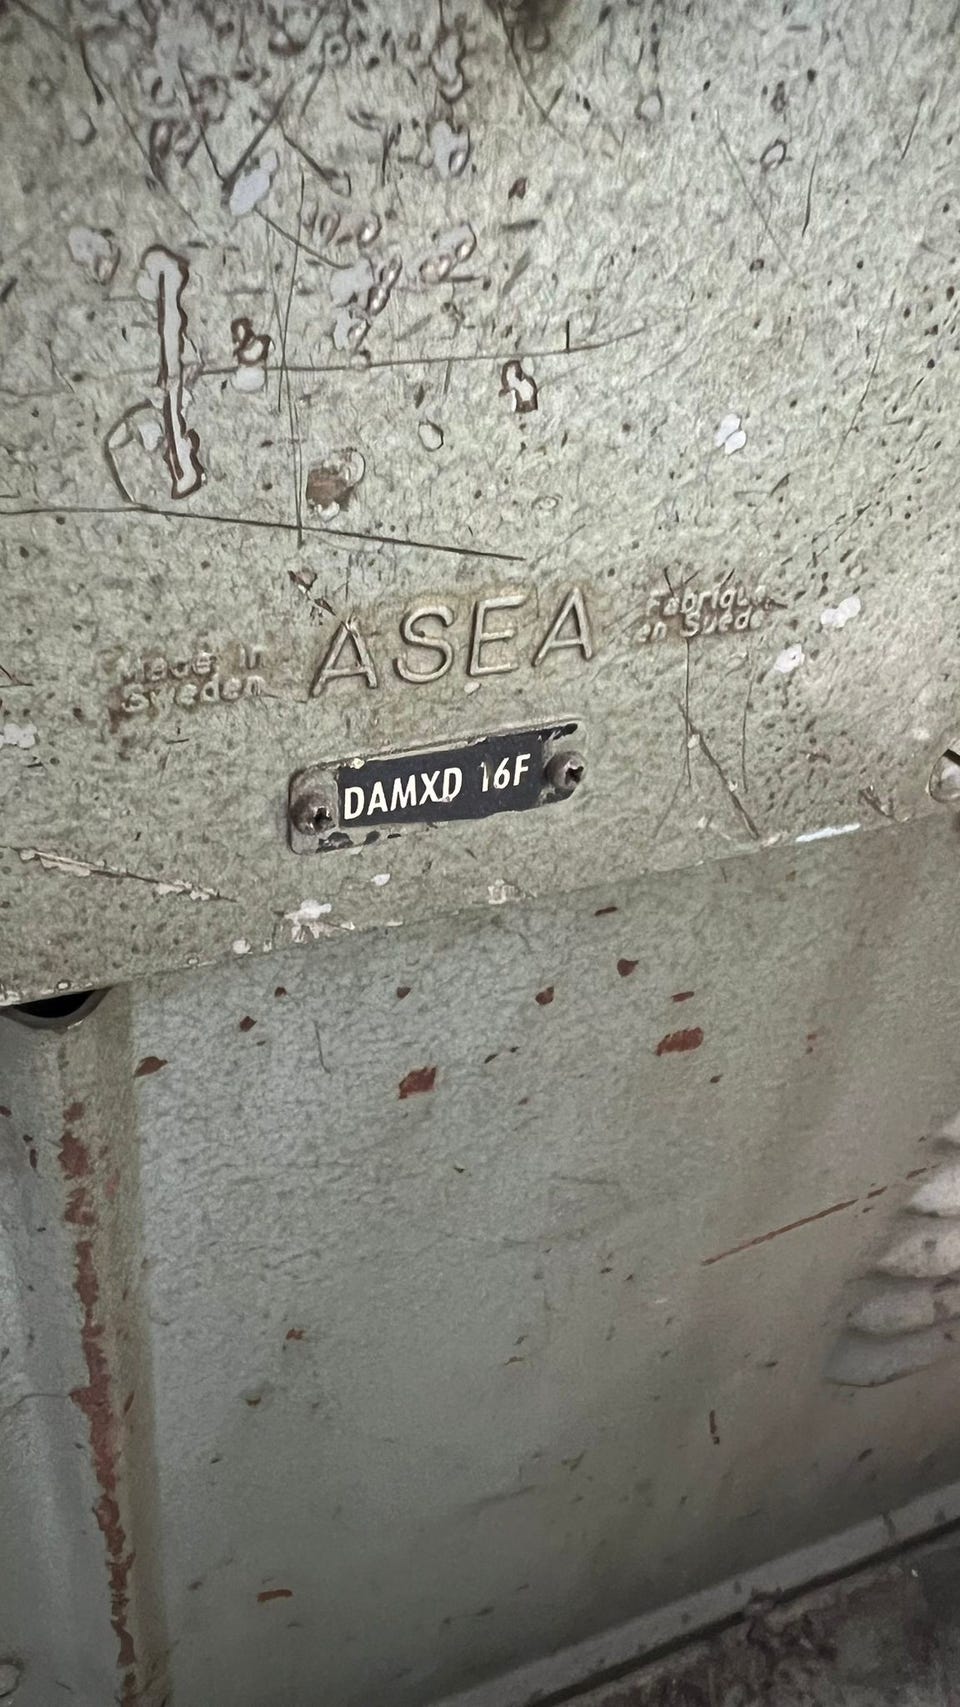 Made in
Sweden
ASEA
Fabriqué
en Suède
DAMXD 16F